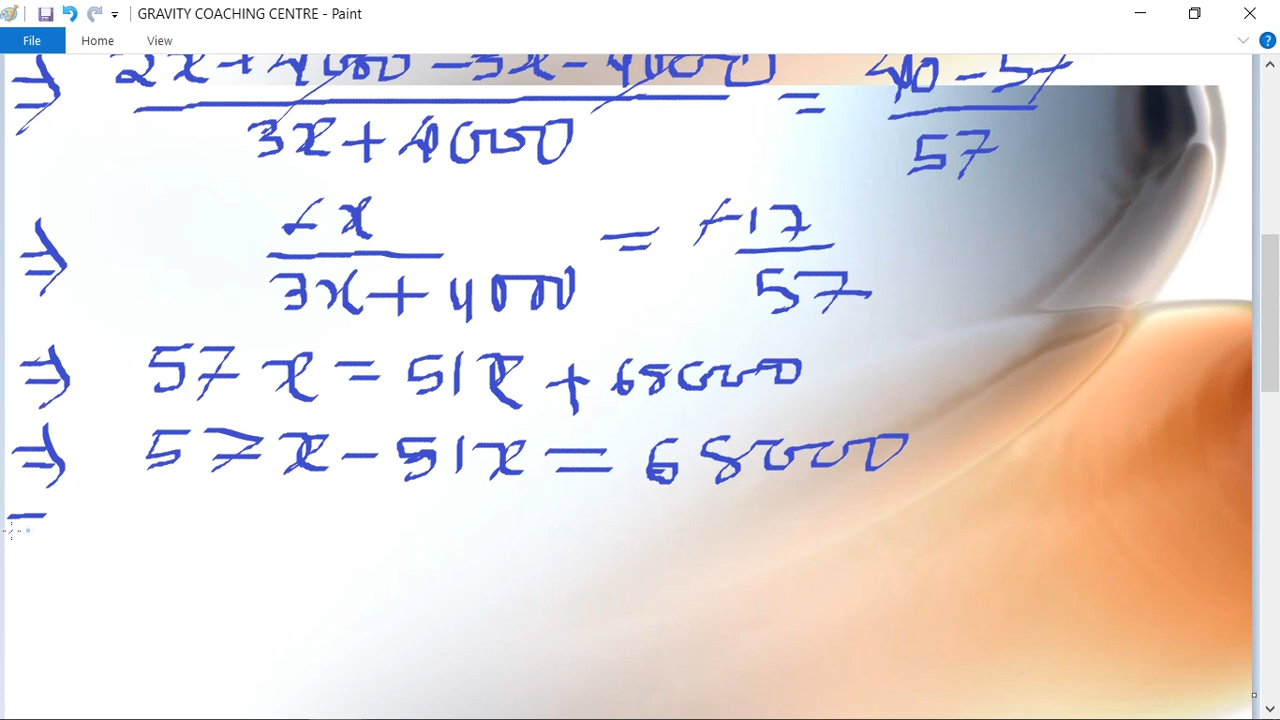 GRAVITY COACHING CENTRE - Paint
File Home View
⇒ 2x+4000-3x-4000 / 3x+4000 = 40-57 / 57
⇒ -x / 3x+4000 = -17 / 57
⇒ 57x = 51x + 68000
⇒ 57x - 51x = 68000
=